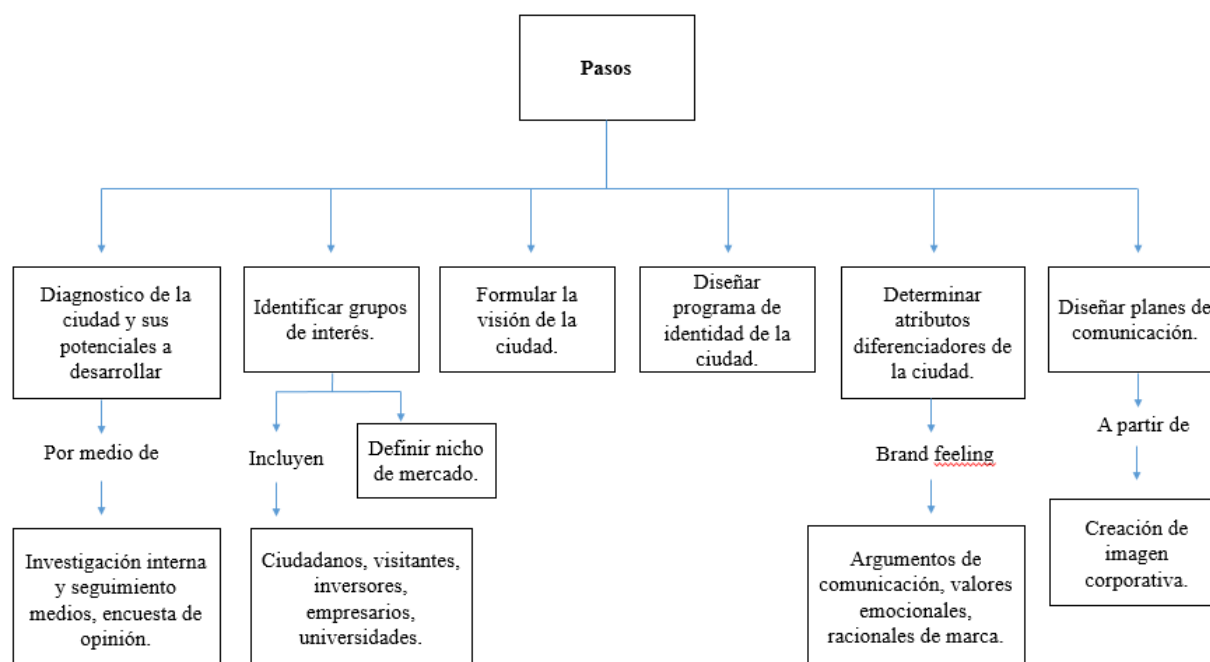 Pasos
Diagnostico de la
ciudad y sus
potenciales a
desarrollar
Identificar grupos
de interés.
Formular la
visión de la
ciudad.
Diseñar
programa de
identidad de la
ciudad.
Determinar
atributos
diferenciadores de
la ciudad.
Diseñar planes de
comunicación.
Por medio de
Incluyen
Definir nicho
de mercado.
Brand feeling
A partir de
Investigación interna
y seguimiento
medios, encuesta de
opinión.
Ciudadanos, visitantes,
inversores,
empresarios,
universidades.
Argumentos de
comunicación, valores
emocionales,
racionales de marca.
Creación de
imagen
corporativa.